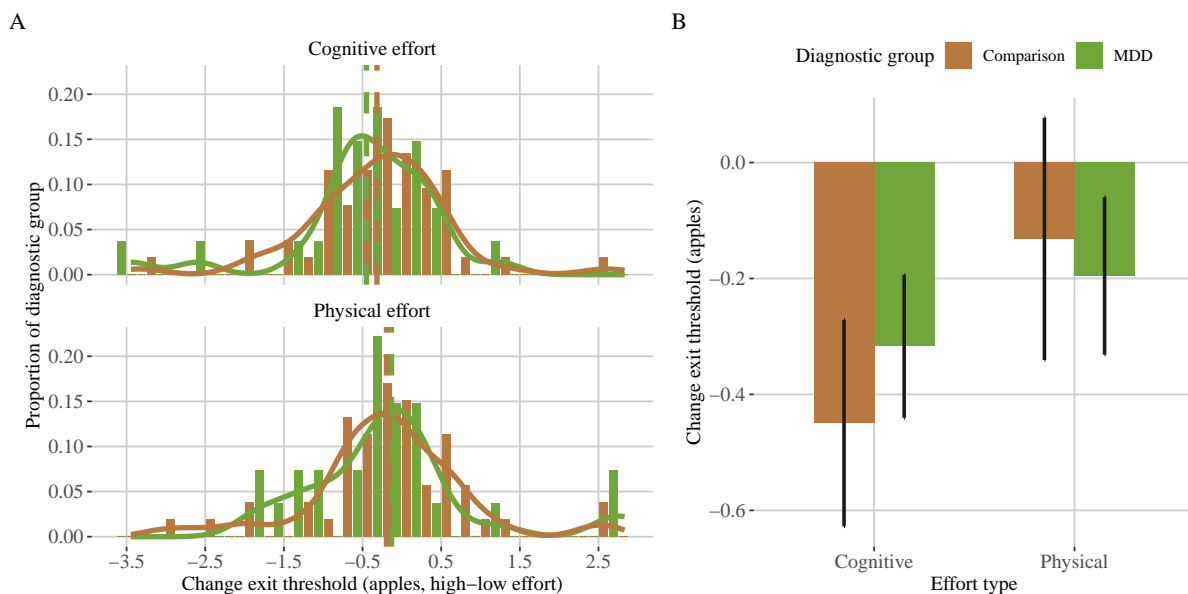 A
Cognitive effort
0.20
0.15
0.10
0.05
0.00
Physical effort
0.20
0.15
0.10
0.05
0.00
Proportion of diagnostic group
−3.5 −2.5 −1.5 −0.5 0.5 1.5 2.5
Change exit threshold (apples, high−low effort)
B
Diagnostic group Comparison MDD
0.0
−0.2
−0.4
−0.6
Change exit threshold (apples)
Cognitive Physical
Effort type